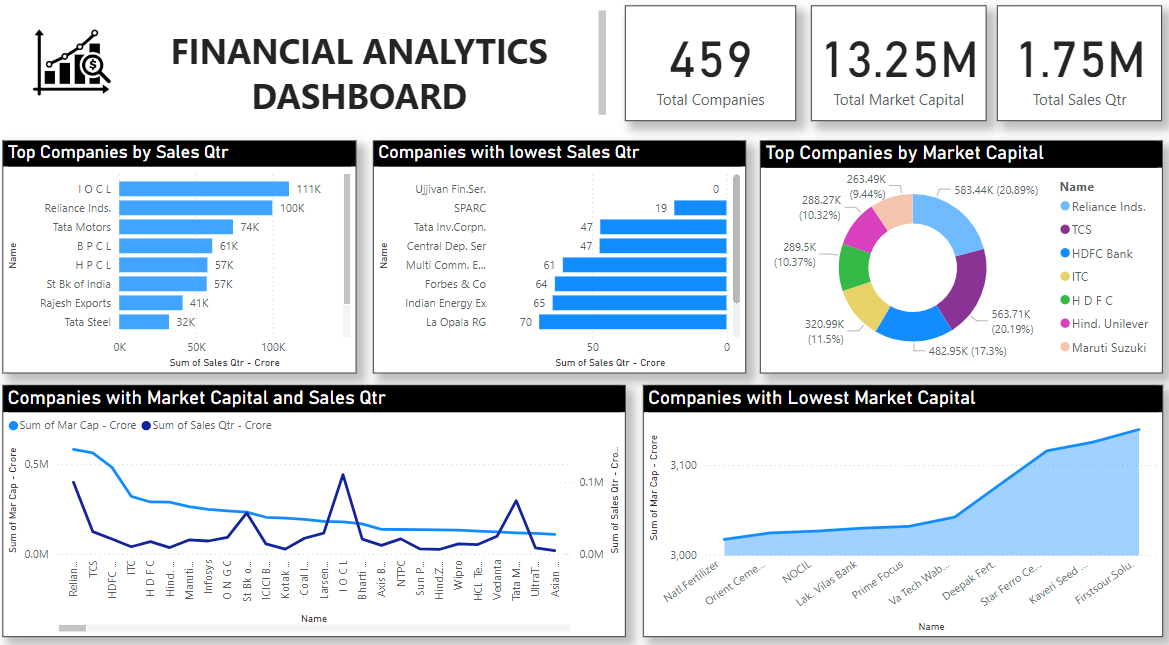 FINANCIAL ANALYTICS
DASHBOARD
459
Total Companies
13.25M
Total Market Capital
1.75M
Total Sales Qtr
Top Companies by Sales Qtr
Name
I O C L
111K
Reliance Inds.
100K
Tata Motors
74K
B P C L
61K
H P C L
57K
St Bk of India
57K
Rajesh Exports
41K
Tata Steel
32K
0K
50K
100K
Sum of Sales Qtr - Crore
Companies with lowest Sales Qtr
Name
Ujjivan Fin.Ser.
0
SPARC
19
Tata Inv.Corpn.
47
Central Dep. Ser
47
Multi Comm. E...
61
Forbes & Co
64
Indian Energy Ex
65
La Opala RG
70
50
0
Sum of Sales Qtr - Crore
Top Companies by Market Capital
263.49K
(9.44%)
583.44K (20.89%)
288.27K
(10.32%)
289.5K
(10.37%)
320.99K
(11.5%)
563.71K
(20.19%)
482.95K (17.3%)
Name
Reliance Inds.
TCS
HDFC Bank
ITC
H D F C
Hind. Unilever
Maruti Suzuki
Companies with Market Capital and Sales Qtr
Sum of Mar Cap - Crore
Sum of Sales Qtr - Crore
Sum of Mar Cap - Crore
0.5M
0.0M
0.1M
0.0M
Sum of Sales Qtr - Cro...
Relian...
TCS
HDFC ...
ITC
H D F C
Hind. ...
Maruti...
Infosys
O N G C
St Bk o...
ICICI B...
Kotak ...
Coal I...
Larsen...
I O C L
Bharti ...
Axis B...
NTPC
Sun P...
Hind.Z...
Wipro
HCL Te...
Vedanta
Tata M...
UltraT...
Asian ...
Name
Companies with Lowest Market Capital
Sum of Mar Cap - Crore
3,100
3,000
Natl.Fertilizer
Orient Ceme...
NOCIL
Lak. Vilas Bank
Prime Focus
Va Tech Wab...
Deepak Fert.
Star Ferro Ce...
Kaveri Seed ...
Firstsour.Solu.
Name